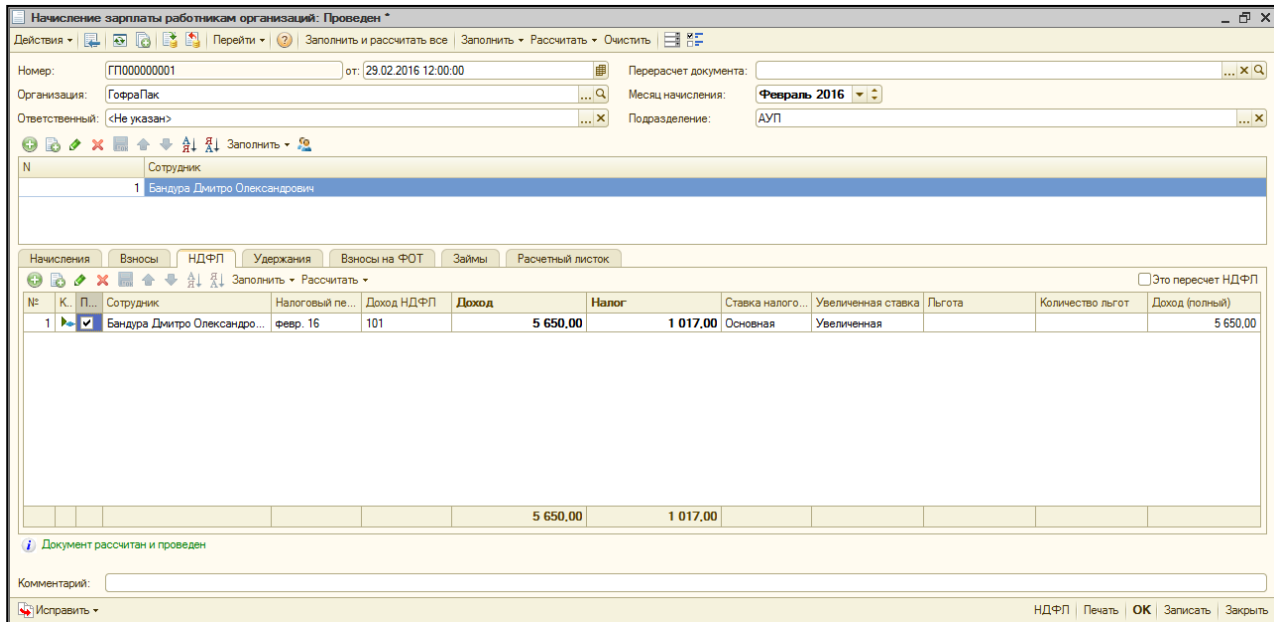 Начисление зарплаты работникам организаций: Проведен *
Действия Перейти Заполнить и рассчитать все Заполнить Рассчитать Очистить
Номер: ГП000000001 от: 29.02.2016 12:00:00 Перерасчет документа:
Организация: ГофраПак Месяц начисления: Февраль 2016
Ответственный: <Не указан> Подразделение: АУП
Заполнить
N Сотрудник
1 Бандура Дмитро Олександрович
Начисления Взносы НДФЛ Удержания Взносы на ФОТ Займы Расчетный листок
Заполнить Рассчитать Это пересчет НДФЛ
№ К.. П... Сотрудник Налоговый пе... Доход НДФЛ Доход Налог Ставка налого... Увеличенная ставка Льгота Количество льгот Доход (полный)
1 Бандура Дмитро Олександро... февр. 16 101 5 650,00 1 017,00 Основная Увеличенная 5 650,00
5 650,00 1 017,00
Документ рассчитан и проведен
Комментарий:
Исправить НДФЛ Печать ОК Записать Закрыть